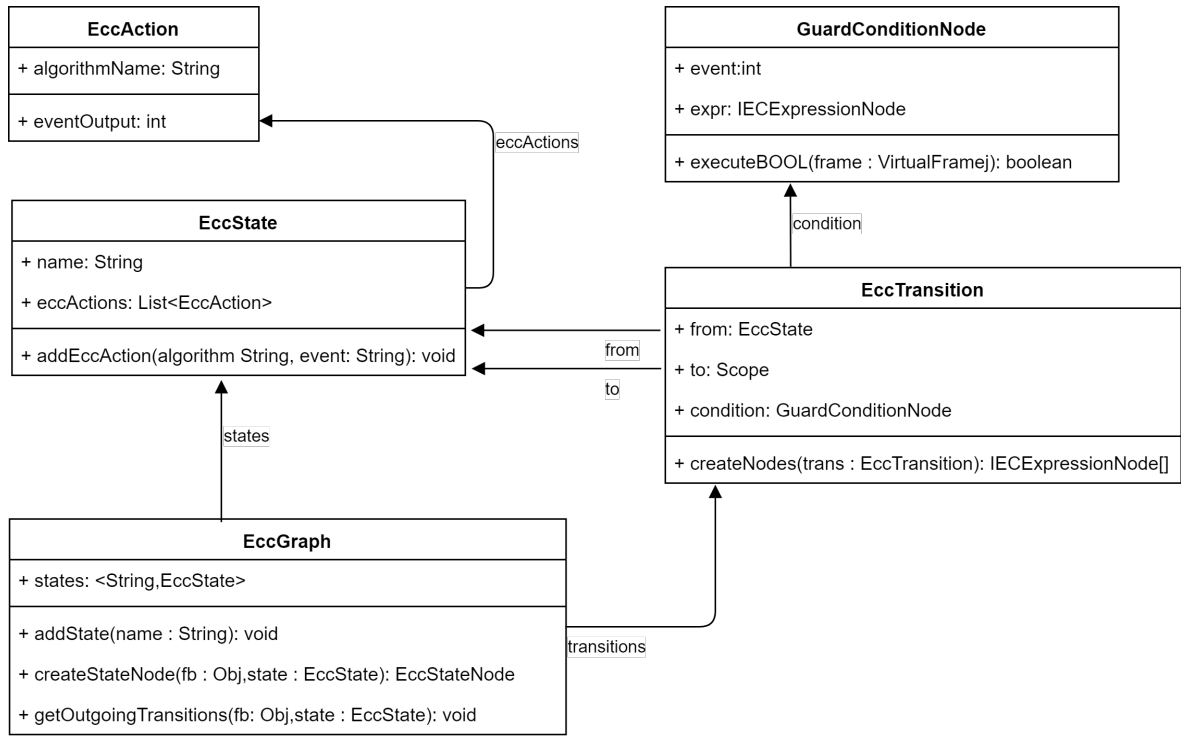 EccAction
+ algorithmName: String
+ eventOutput: int
eccActions
EccState
+ name: String
+ eccActions: List<EccAction>
+ addEccAction(algorithm String, event: String): void
states
EccGraph
+ states: <String,EccState>
+ addState(name : String): void
+ createStateNode(fb : Obj,state : EccState): EccStateNode
+ getOutgoingTransitions(fb: Obj,state : EccState): void
transitions
GuardConditionNode
+ event:int
+ expr: IECExpressionNode
+ executeBOOL(frame : VirtualFramej): boolean
condition
EccTransition
+ from: EccState
+ to: Scope
+ condition: GuardConditionNode
+ createNodes(trans : EccTransition): IECExpressionNode[]
from
to